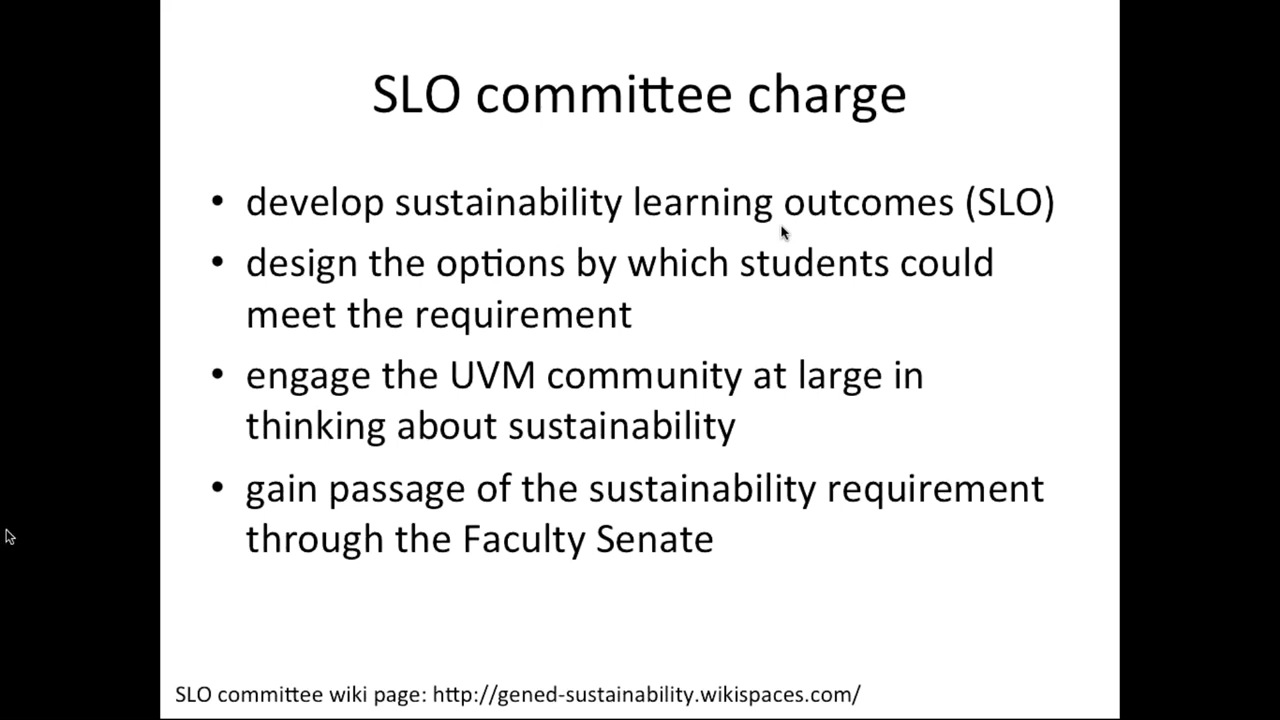 SLO committee charge
• develop sustainability learning outcomes (SLO)
• design the options by which students could
meet the requirement
• engage the UVM community at large in
thinking about sustainability
• gain passage of the sustainability requirement
through the Faculty Senate
SLO committee wiki page: http://gened-sustainability.wikispaces.com/